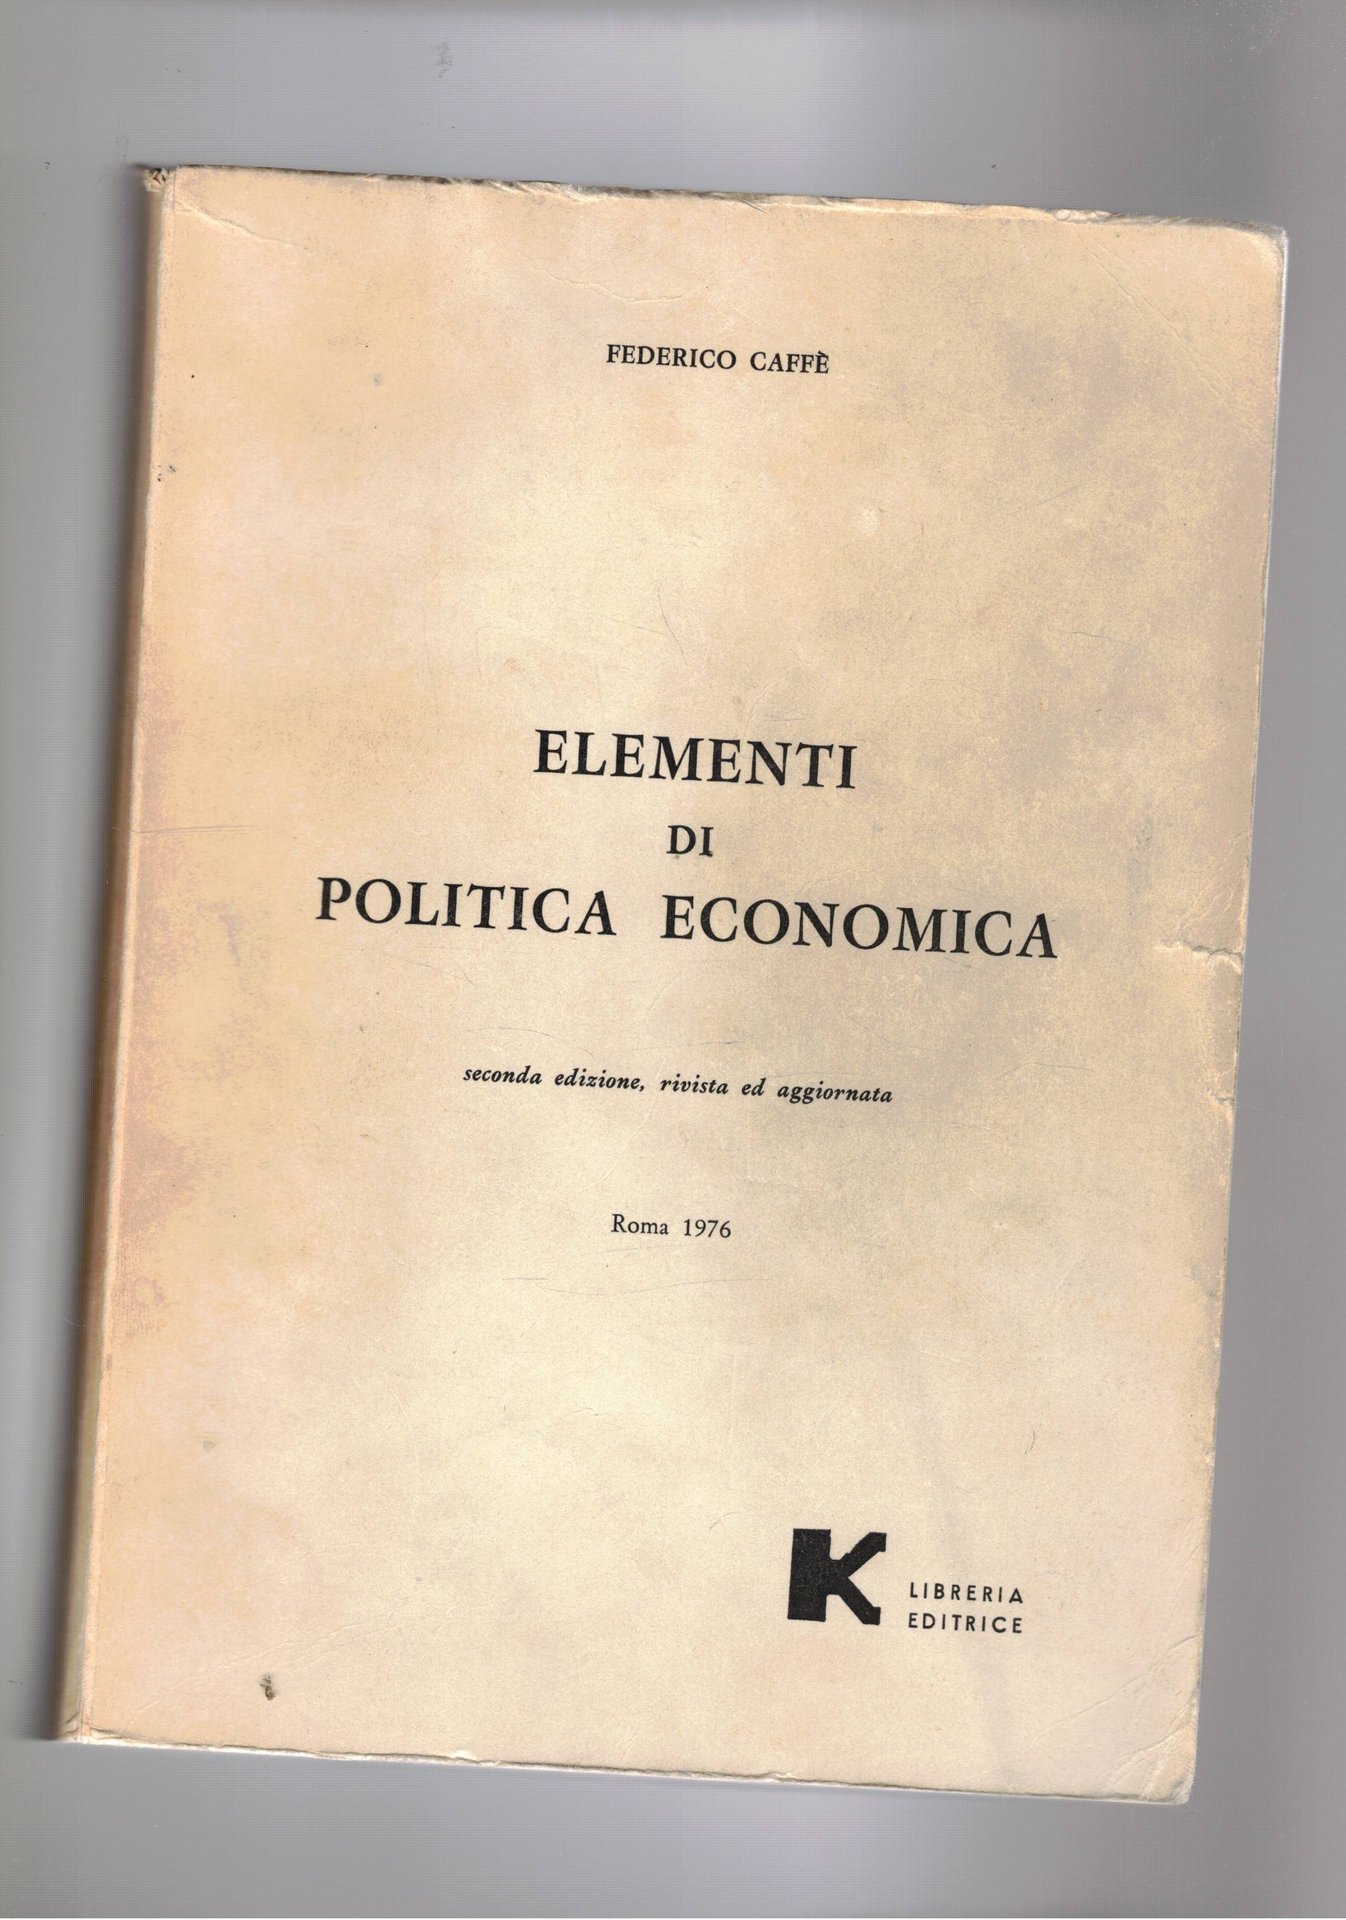 FEDERICO CAFFÈ
ELEMENTI
DI
POLITICA ECONOMICA
seconda edizione, rivista ed aggiornata
Roma 1976
K
LIBRERIA
EDITRICE